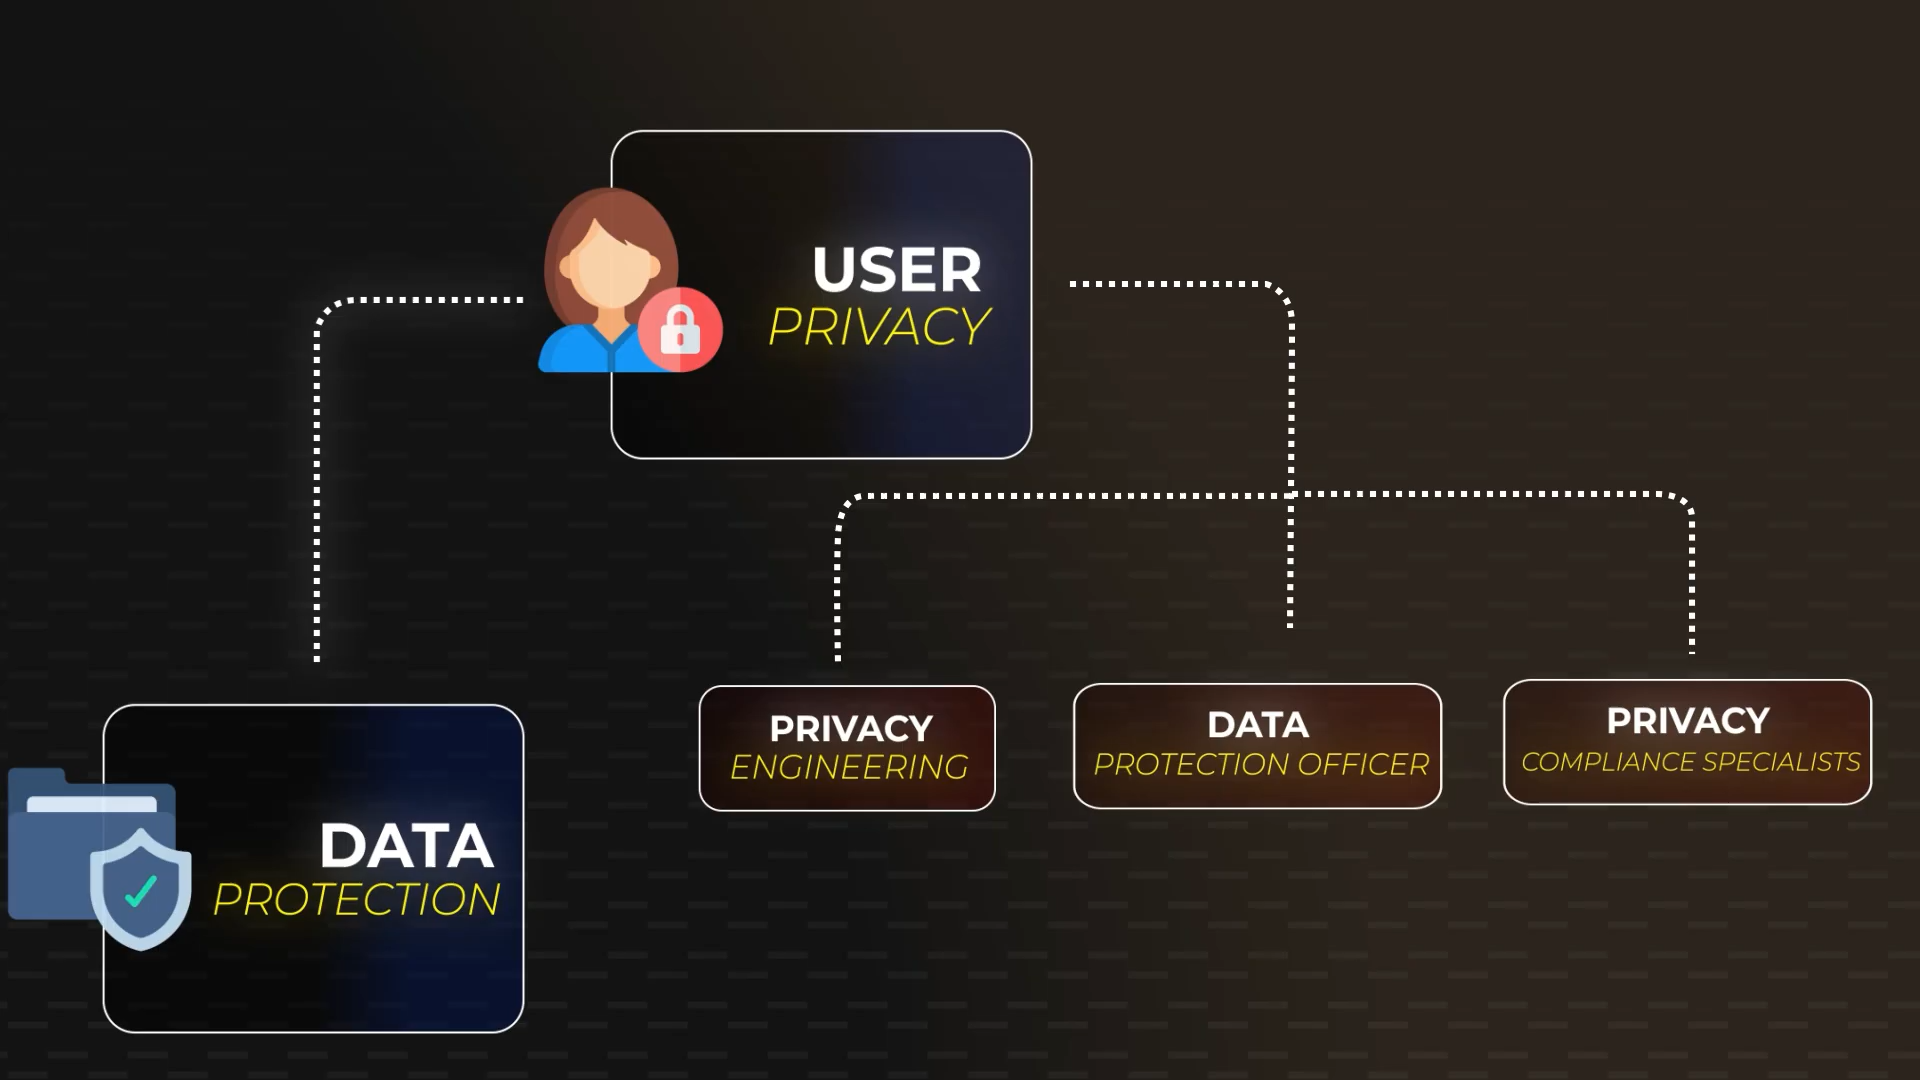 USER
PRIVACY
DATA
PROTECTION
PRIVACY
ENGINEERING
DATA
PROTECTION OFFICER
PRIVACY
COMPLIANCE SPECIALISTS